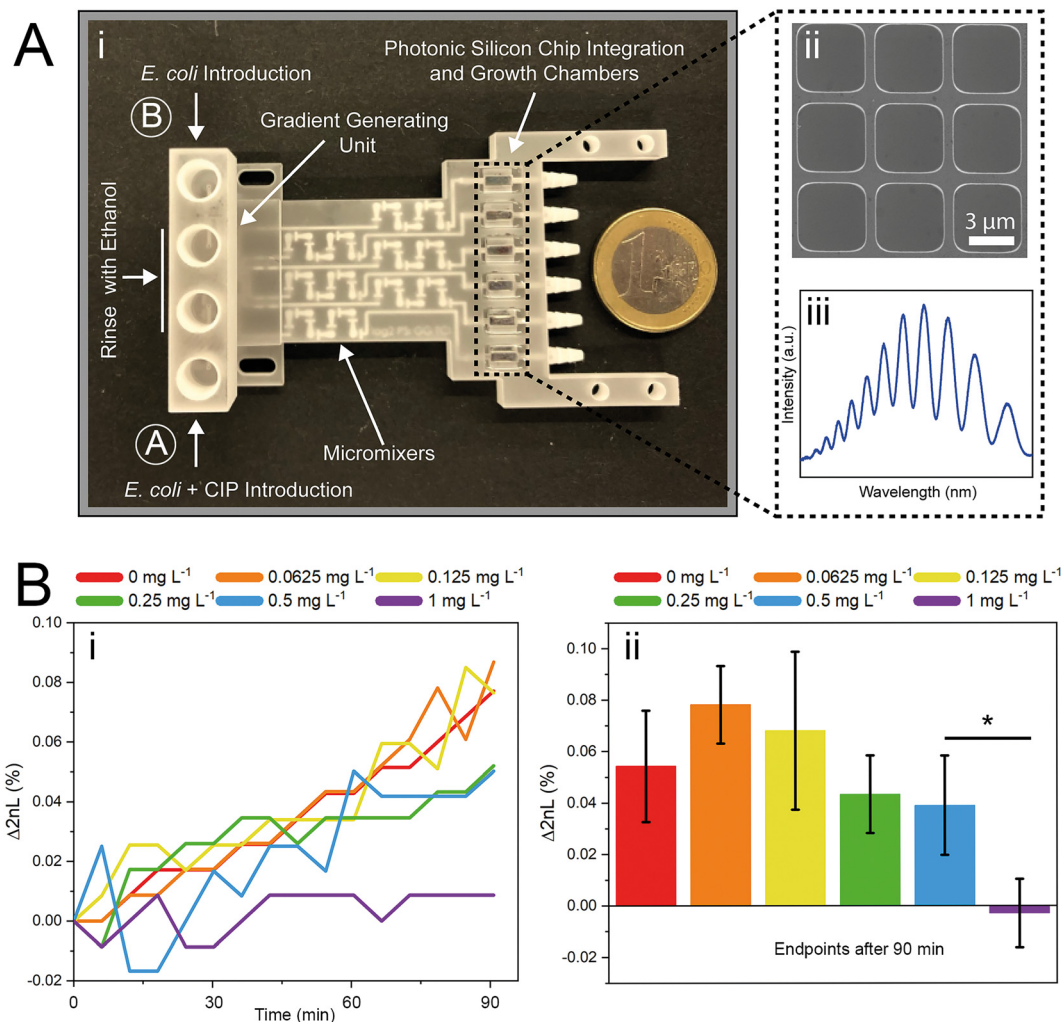 A
i
E. coli Introduction
B
Gradient Generating
Unit
Photonic Silicon Chip Integration
and Growth Chambers
Rinse with Ethanol
Micromixers
A
E. coli + CIP Introduction
ii
3 µm
iii
Intensity (a.u.)
Wavelength (nm)
B
0 mg L⁻¹ 0.0625 mg L⁻¹ 0.125 mg L⁻¹
0.25 mg L⁻¹ 0.5 mg L⁻¹ 1 mg L⁻¹
i
Δ2nL (%)
0.10
0.08
0.06
0.04
0.02
0.00
-0.02
0 30 60 90
Time (min)
0 mg L⁻¹ 0.0625 mg L⁻¹ 0.125 mg L⁻¹
0.25 mg L⁻¹ 0.5 mg L⁻¹ 1 mg L⁻¹
ii
Δ2nL (%)
0.10
0.08
0.06
0.04
0.02
0.00
-0.02
*
Endpoints after 90 min